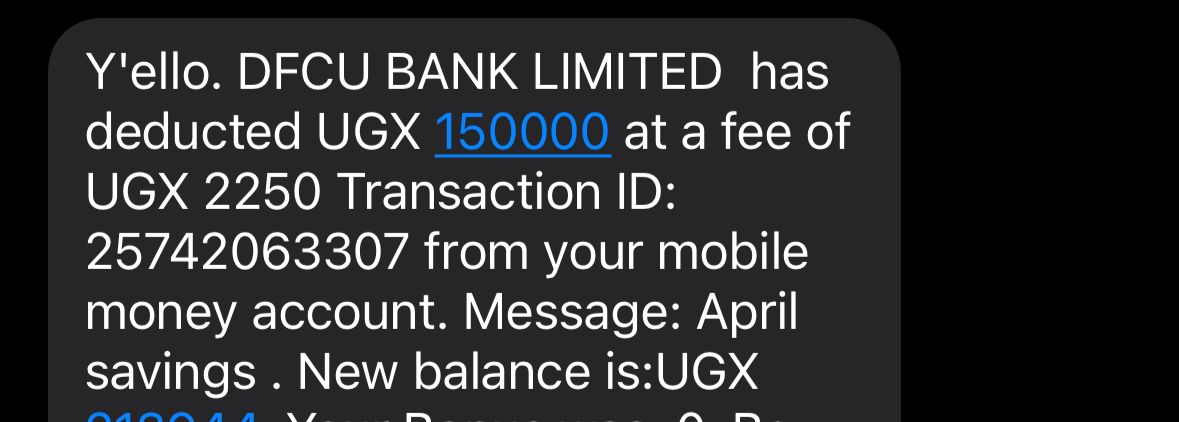 Y'ello. DFCU BANK LIMITED  has
deducted UGX 150000 at a fee of
UGX 2250 Transaction ID:
25742063307 from your mobile
money account. Message: April
savings . New balance is:UGX